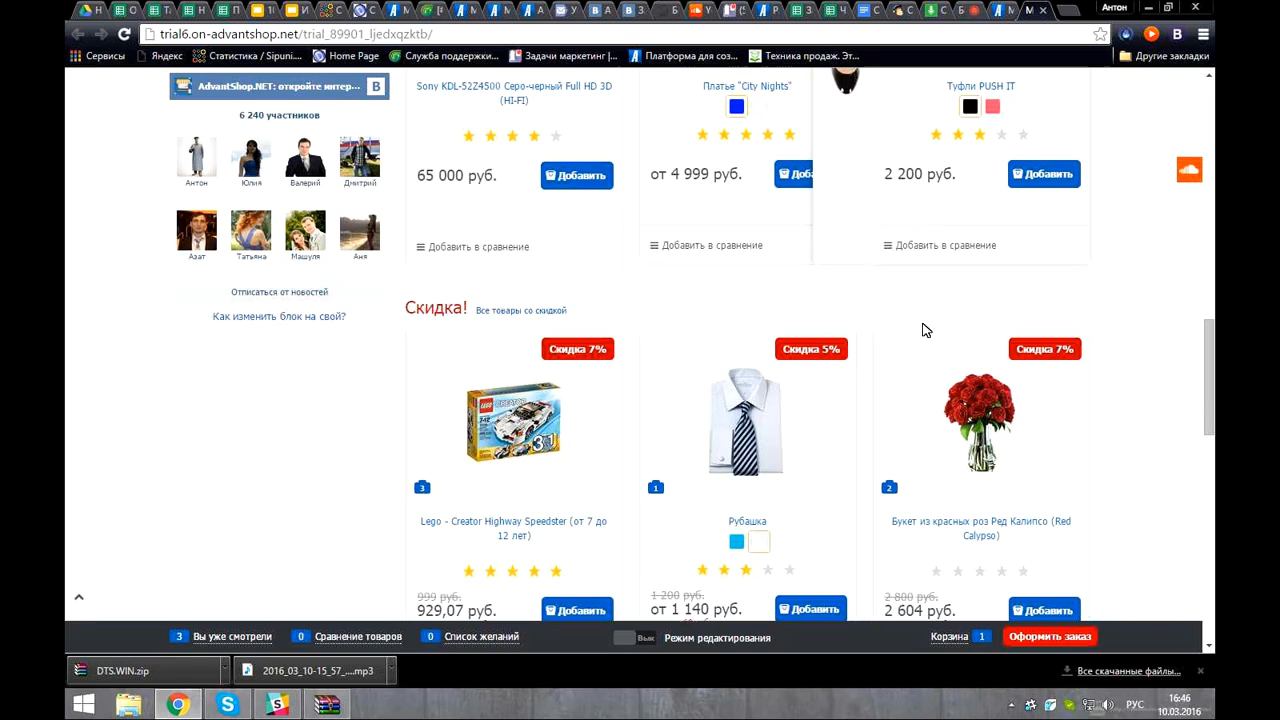 Антон
trial6.on-advantshop.net/trial_89901_ljedxqzktb/
Сервисы
Яндекс
Статистика / Sipuni...
Home Page
Служба поддержки...
Задачи маркетинг |...
Платформа для соз...
Техника продаж. Эт...
Другие закладки
AdvantShop.NET: откройте интер...
6 240 участников
Антон
Юлия
Валерий
Дмитрий
Азат
Татьяна
Машуля
Аня
Отписаться от новостей
Как изменить блок на свой?
Sony KDL-52Z4500 Серо-черный Full HD 3D
(HI-FI)
65 000 руб.
Добавить
Добавить в сравнение
Платье "City Nights"
от 4 999 руб.
Доба
Добавить в сравнение
Туфли PUSH IT
2 200 руб.
Добавить
Добавить в сравнение
Скидка!
Все товары со скидкой
Скидка 7%
Скидка 5%
Скидка 7%
3
1
2
Lego - Creator Highway Speedster (от 7 до
12 лет)
999 руб.
929,07 руб.
Добавить
Рубашка
1 200 руб.
от 1 140 руб.
Добавить
Букет из красных роз Ред Калипсо (Red
Calypso)
2 800 руб.
2 604 руб.
Добавить
3 Вы уже смотрели
0 Сравнение товаров
0 Список желаний
Выкл
Режим редактирования
Корзина 1
Оформить заказ
DTS.WIN.zip
2016_03_10-15_57_....mp3
Все скачанные файлы...
РУС
16:46
10.03.2016